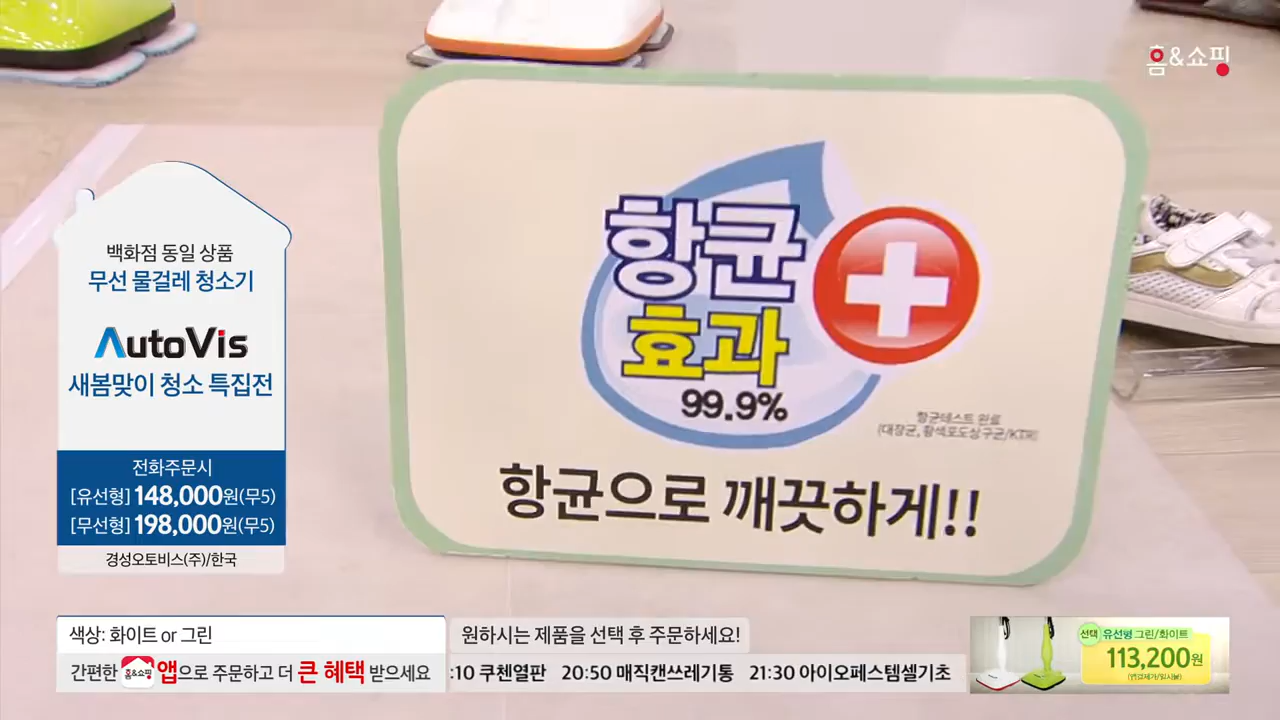 홈&쇼핑
백화점 동일 상품
무선 물걸레 청소기
AutoVis
새봄맞이 청소 특집전
전화주문시
[유선형] 148,000원(무5)
[무선형] 198,000원(무5)
경성오토비스(주)/한국
항균
효과
99.9%
항균테스트 완료
(대장균, 황색포도상구균/KTR)
항균으로 깨끗하게!!
색상: 화이트 or 그린
원하시는 제품을 선택 후 주문하세요!
간편한 홈&쇼핑 앱으로 주문하고 더 큰 혜택 받으세요
:10 쿠첸열판 20:50 매직캔쓰레기통 21:30 아이오페스템셀기초
선택 유선형 그린/화이트
113,200원
(앱결제가/일시불)